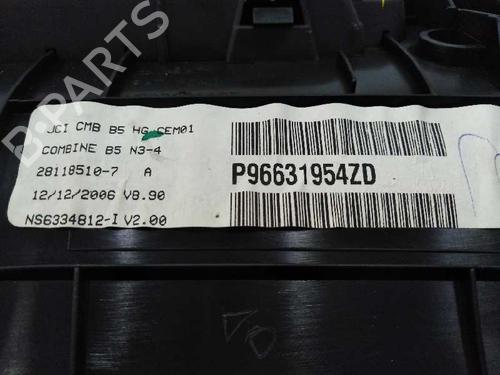 JCI CMB B5 HG CEM01
COMBINE B5 N3-4
28118510-7 A
12/12/2006 V8.90
NS6334812-I V2.00
P96631954ZD
B-PARTS